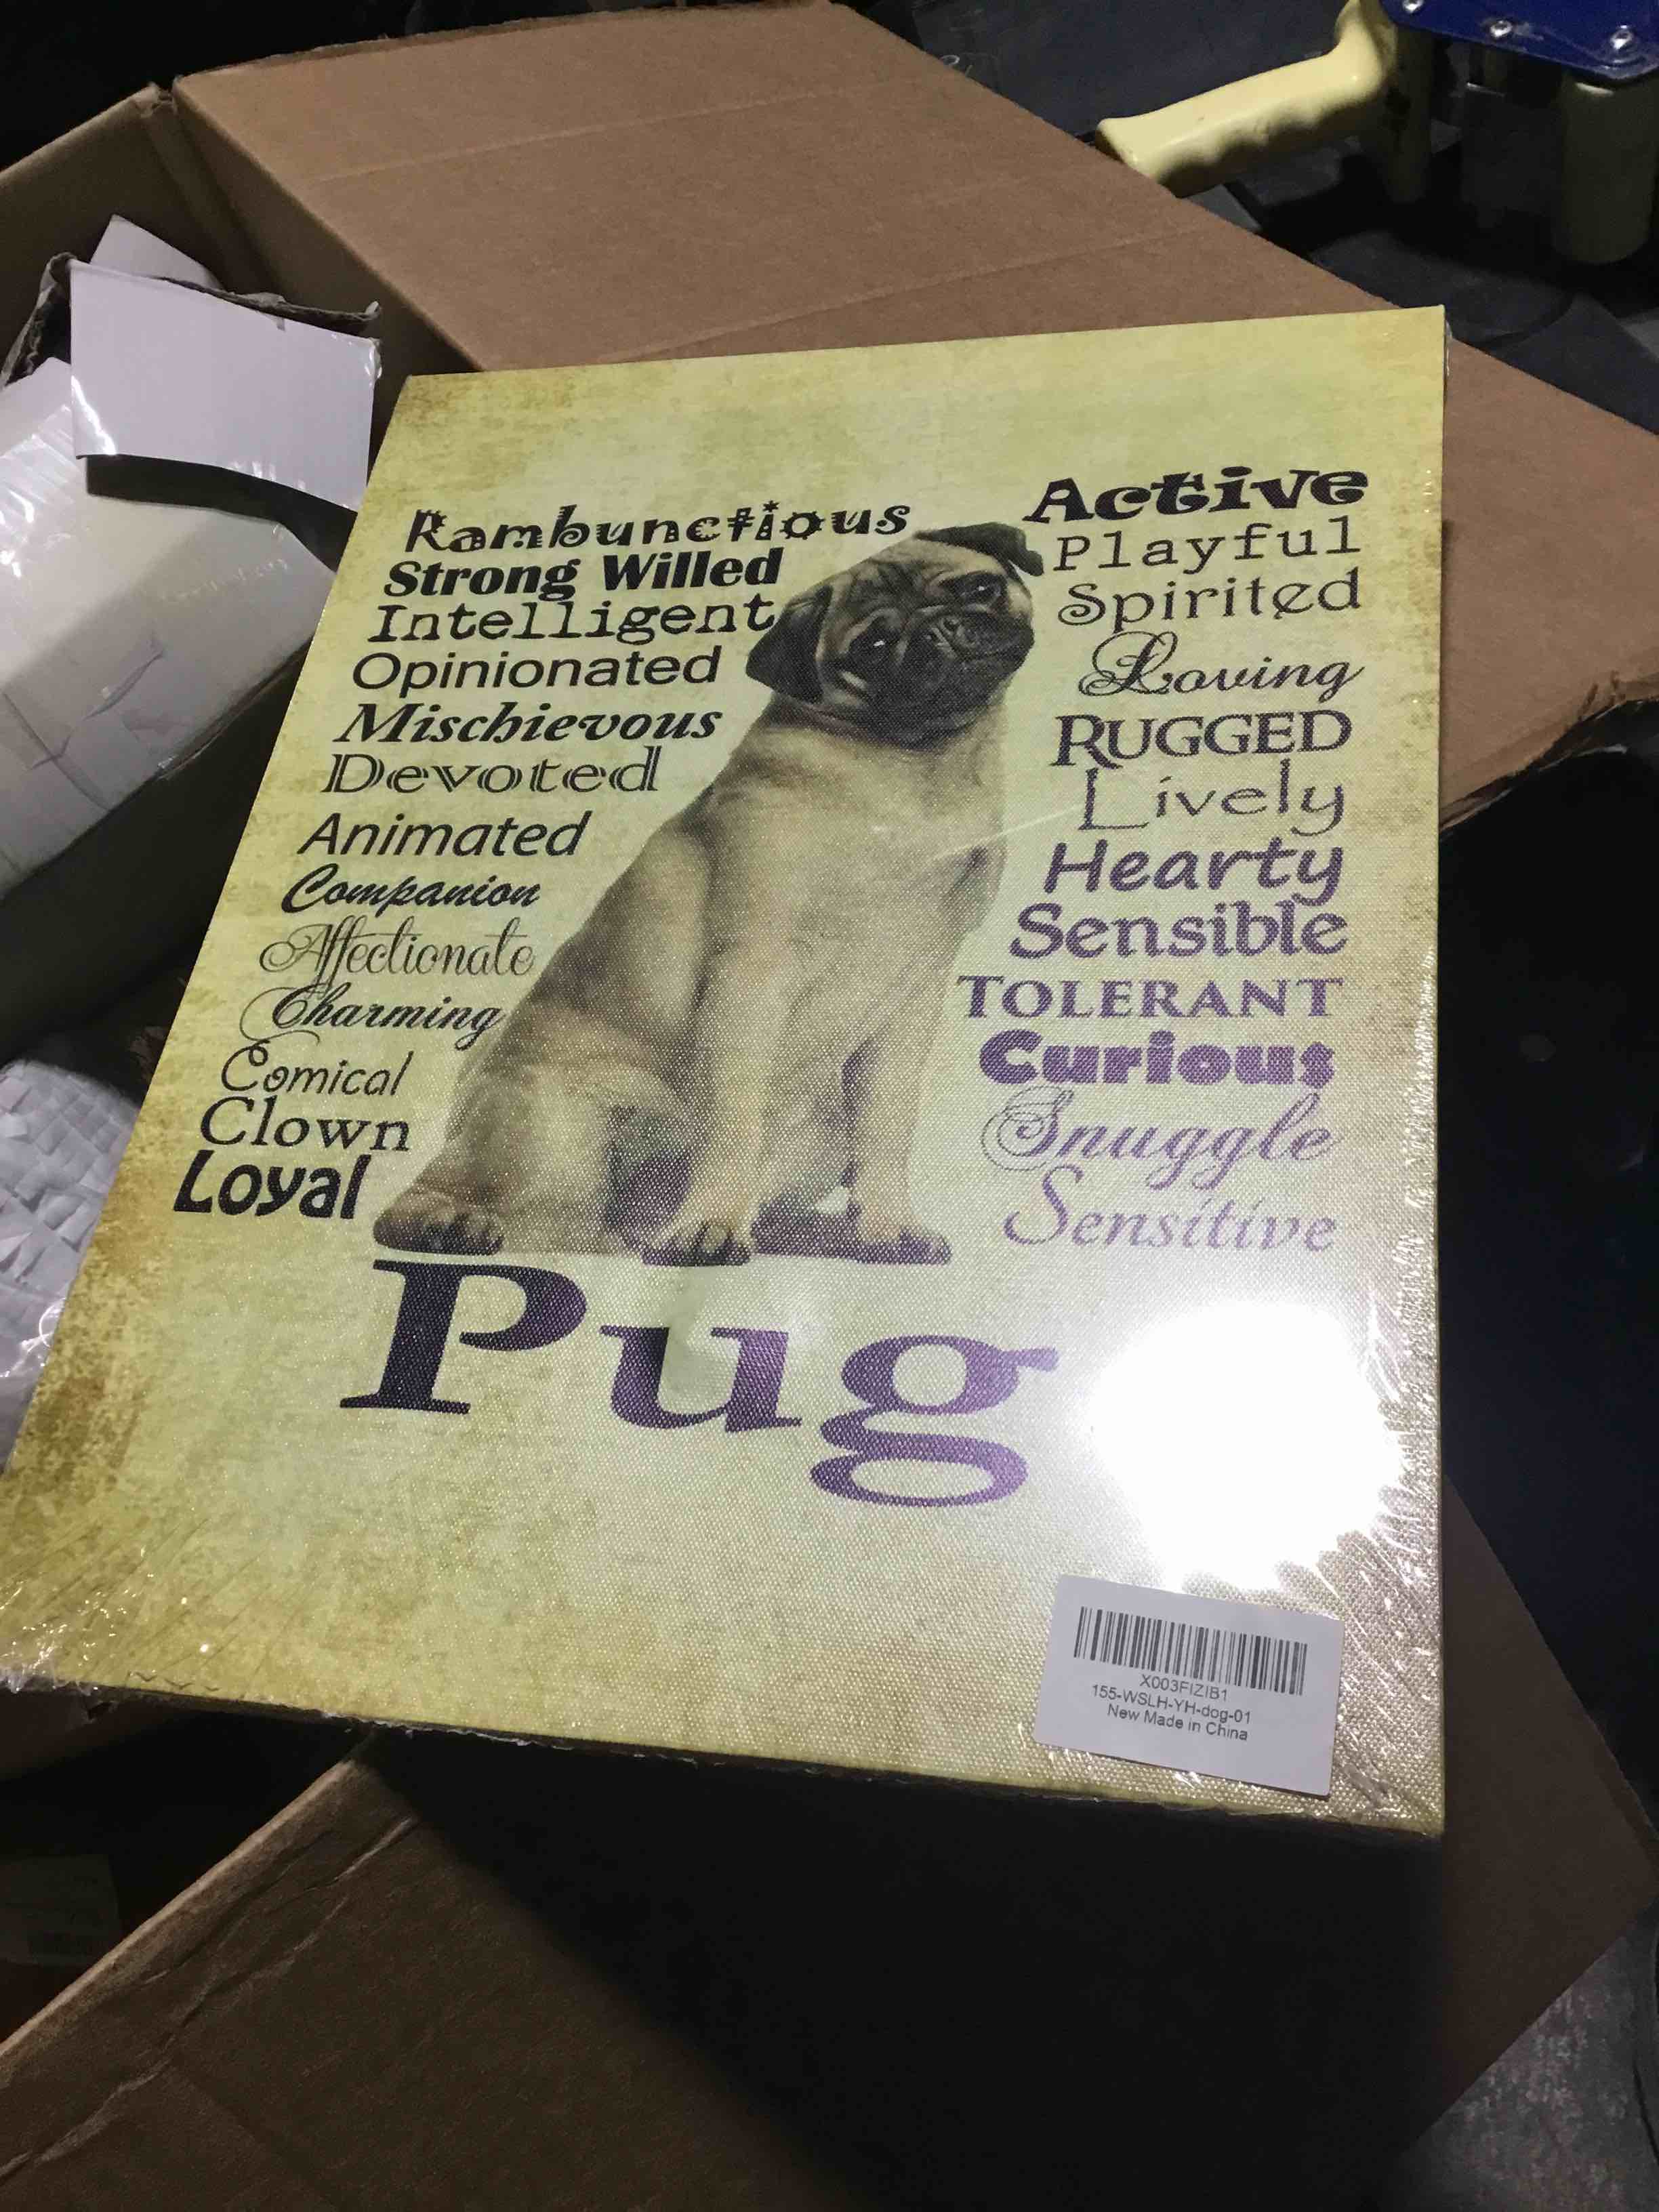 Rambunctious
Strong Willed
Intelligent
Opinionated
Mischievous
Devoted
Animated
Companion
Affectionate
Charming
Comical
Clown
Loyal
Active
Playful
Spirited
Loving
RUGGED
Lively
Hearty
Sensible
TOLERANT
Curious
Snuggle
Sensitive
Pug
X003FIZIB1
155-WSLH-YH-dog-01
New Made in China